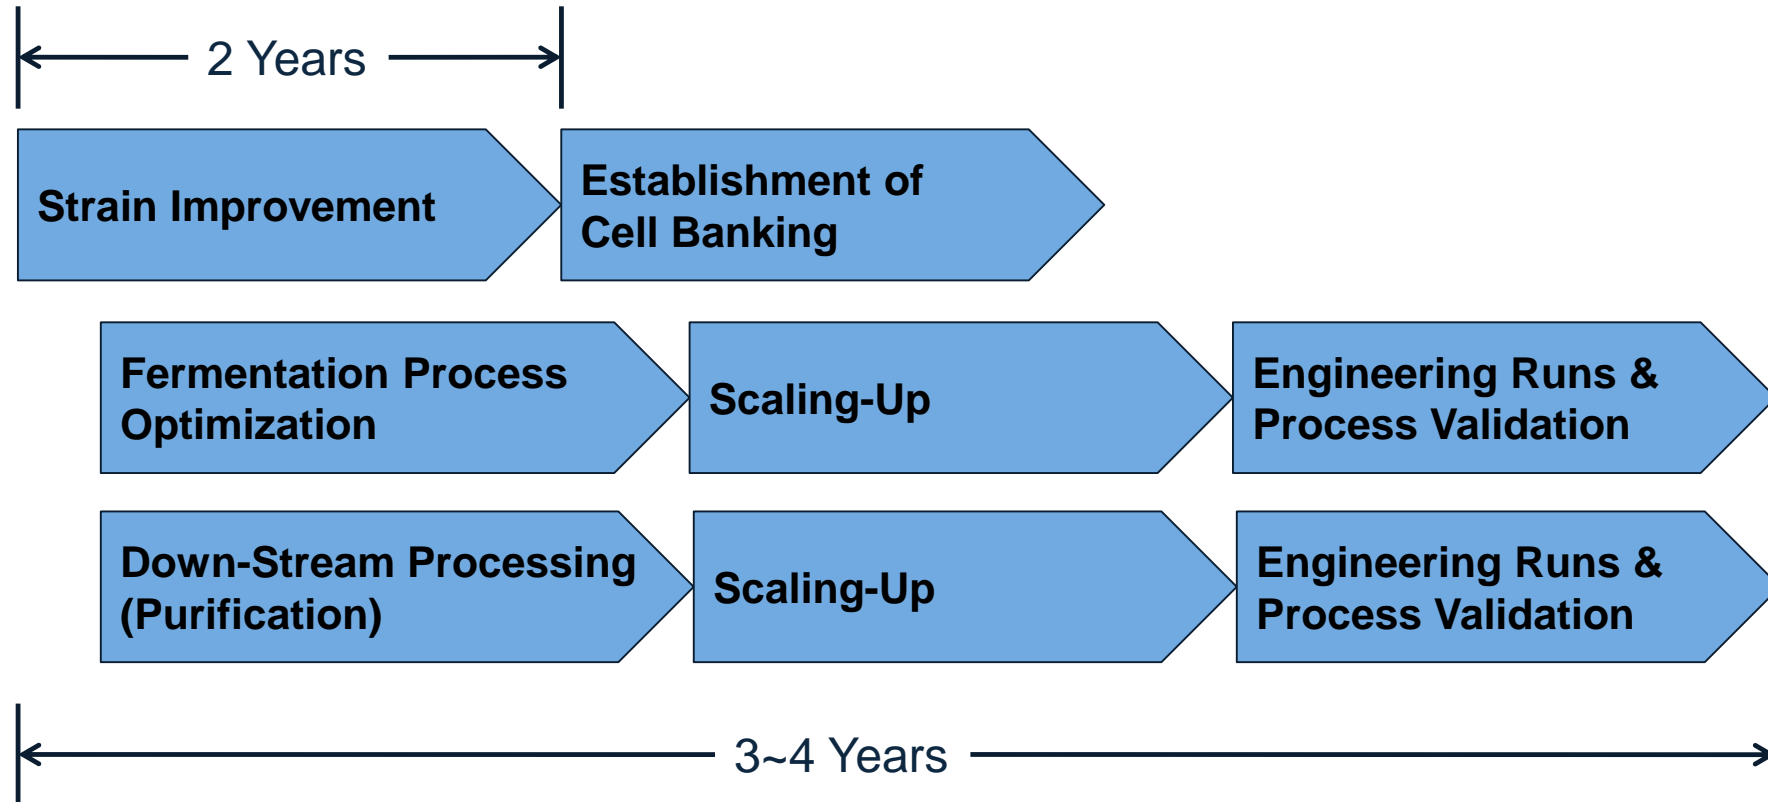 2 Years
Strain Improvement
Establishment of
Cell Banking
Fermentation Process
Optimization
Scaling-Up
Engineering Runs &
Process Validation
Down-Stream Processing
(Purification)
Scaling-Up
Engineering Runs &
Process Validation
3~4 Years